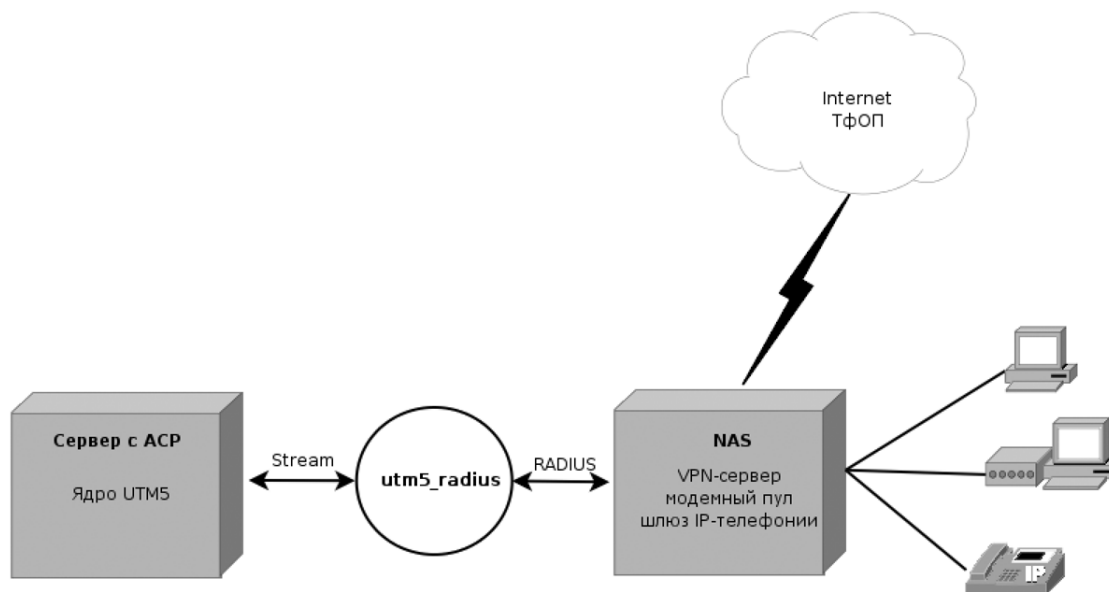 Internet
ТфОП
Сервер с АСР
Ядро UTM5
Stream
utm5_radius
RADIUS
NAS
VPN-сервер
модемный пул
шлюз IP-телефонии
IP